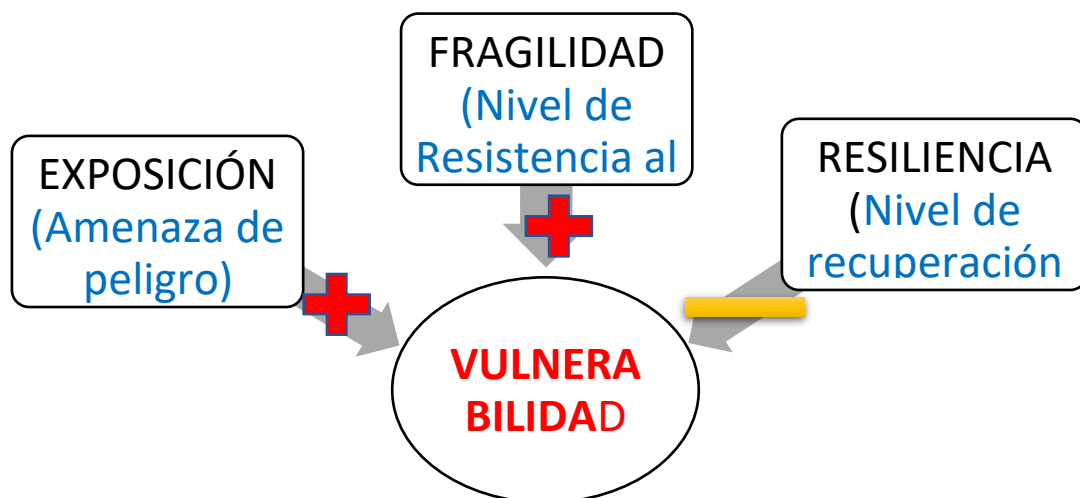 EXPOSICIÓN
(Amenaza de
peligro)
FRAGILIDAD
(Nivel de
Resistencia al
RESILIENCIA
(Nivel de
recuperación
VULNERA
BILIDAD